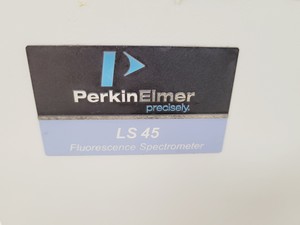 PerkinElmer
precisely.
LS 45
Fluorescence Spectrometer